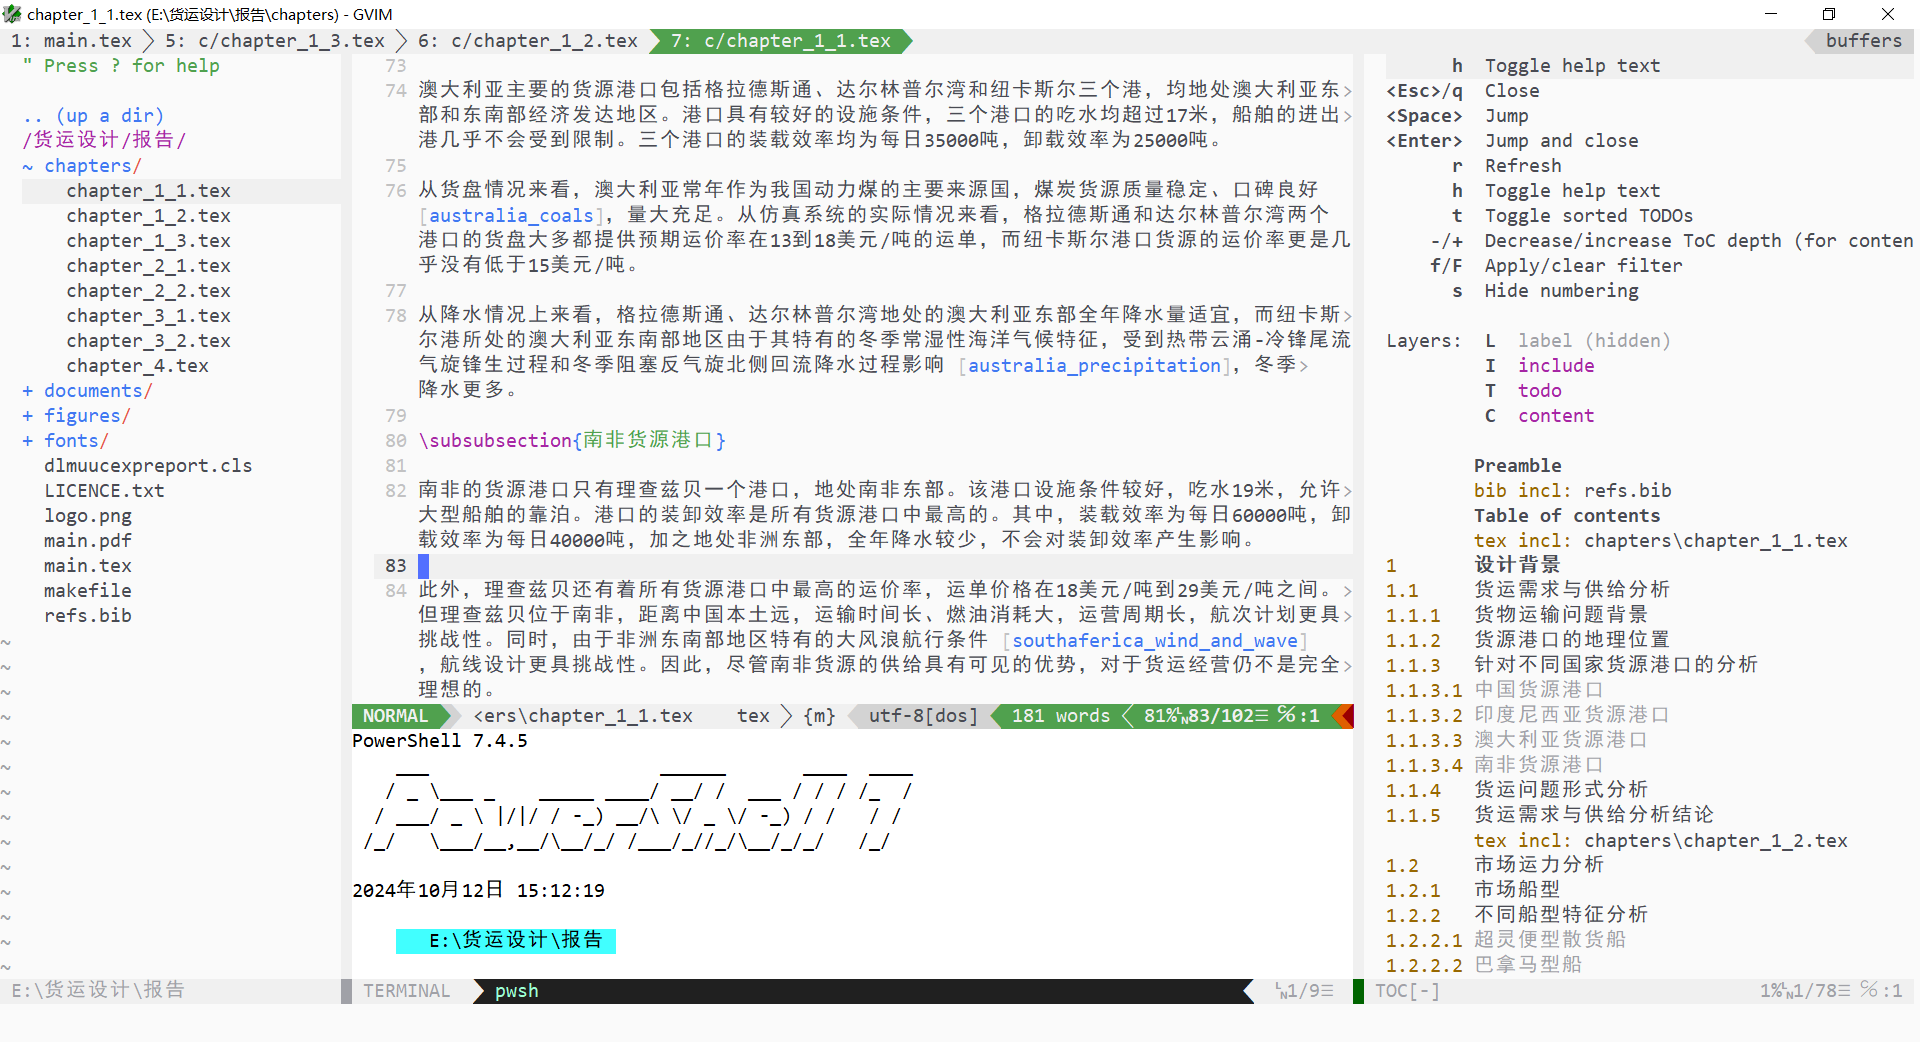 chapter_1_1.tex (E:\货运设计\报告\chapters) - GVIM
1: main.tex 5: c/chapter_1_3.tex 6: c/chapter_1_2.tex 7: c/chapter_1_1.tex buffers
" Press ? for help
.. (up a dir)
/货运设计/报告/
~ chapters/
chapter_1_1.tex
chapter_1_2.tex
chapter_1_3.tex
chapter_2_1.tex
chapter_2_2.tex
chapter_3_1.tex
chapter_3_2.tex
chapter_4.tex
+ documents/
+ figures/
+ fonts/
dlmuucexpreport.cls
LICENCE.txt
logo.png
main.pdf
main.tex
makefile
refs.bib
~
~
~
~
~
~
~
~
~
~
~
~
~
~
E:\货运设计\报告
73
74 澳大利亚主要的货源港口包括格拉德斯通、达尔林普尔湾和纽卡斯尔三个港，均地处澳大利亚东>
部和东南部经济发达地区。港口具有较好的设施条件，三个港口的吃水均超过17米，船舶的进出>
港几乎不会受到限制。三个港口的装载效率均为每日35000吨，卸载效率为25000吨。
75
76 从货盘情况来看，澳大利亚常年作为我国动力煤的主要来源国，煤炭货源质量稳定、口碑良好
[australia_coals]，量大充足。从仿真系统的实际情况来看，格拉德斯通和达尔林普尔湾两个
港口的货盘大多都提供预期运价率在13到18美元/吨的运单，而纽卡斯尔港口货源的运价率更是几
乎没有低于15美元/吨。
77
78 从降水情况上来看，格拉德斯通、达尔林普尔湾地处的澳大利亚东部全年降水量适宜，而纽卡斯>
尔港所处的澳大利亚东南部地区由于其特有的冬季常湿性海洋气候特征，受到热带云涌-冷锋尾流
气旋锋生过程和冬季阻塞反气旋北侧回流降水过程影响 [australia_precipitation]，冬季>
降水更多。
79
80 \subsubsection{南非货源港口}
81
82 南非的货源港口只有理查兹贝一个港口，地处南非东部。该港口设施条件较好，吃水19米，允许>
大型船舶的靠泊。港口的装卸效率是所有货源港口中最高的。其中，装载效率为每日60000吨，卸
载效率为每日40000吨，加之地处非洲东部，全年降水较少，不会对装卸效率产生影响。
83
84 此外，理查兹贝还有着所有货源港口中最高的运价率，运单价格在18美元/吨到29美元/吨之间。>
但理查兹贝位于南非，距离中国本土远，运输时间长、燃油消耗大，运营周期长，航次计划更具>
挑战性。同时，由于非洲东南部地区特有的大风浪航行条件 [southaferica_wind_and_wave]
，航线设计更具挑战性。因此，尽管南非货源的供给具有可见的优势，对于货运经营仍不是完全>
理想的。
NORMAL <ers\chapter_1_1.tex tex {m} utf-8[dos] 181 words 81%␤83/102☰ ℅:1
PowerShell 7.4.5
PowerShell 7
2024年10月12日 15:12:19
E:\货运设计\报告
TERMINAL pwsh ␤1/9☰
h Toggle help text
<Esc>/q Close
<Space> Jump
<Enter> Jump and close
r Refresh
h Toggle help text
t Toggle sorted TODOs
-/+ Decrease/increase ToC depth (for conten
f/F Apply/clear filter
s Hide numbering
Layers: L label (hidden)
I include
T todo
C content
Preamble
bib incl: refs.bib
Table of contents
tex incl: chapters\chapter_1_1.tex
1 设计背景
1.1 货运需求与供给分析
1.1.1 货物运输问题背景
1.1.2 货源港口的地理位置
1.1.3 针对不同国家货源港口的分析
1.1.3.1 中国货源港口
1.1.3.2 印度尼西亚货源港口
1.1.3.3 澳大利亚货源港口
1.1.3.4 南非货源港口
1.1.4 货运问题形式分析
1.1.5 货运需求与供给分析结论
tex incl: chapters\chapter_1_2.tex
1.2 市场运力分析
1.2.1 市场船型
1.2.2 不同船型特征分析
1.2.2.1 超灵便型散货船
1.2.2.2 巴拿马型船
TOC[-] 1%␤1/78☰ ℅:1